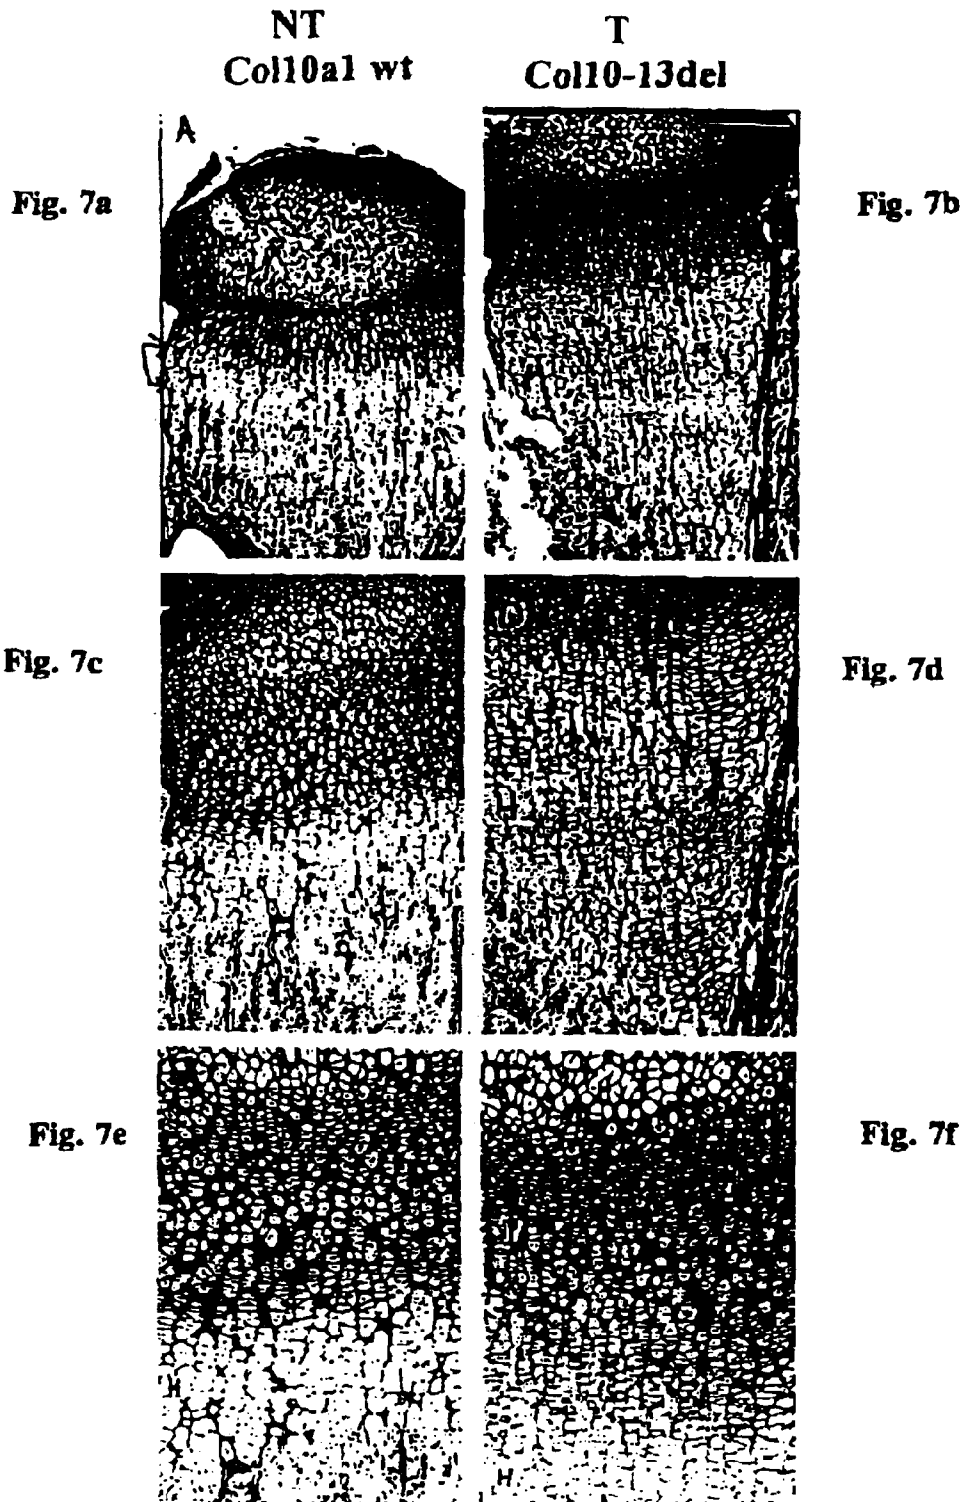 NT
Col10a1 wt
T
Col10-13del
A
Fig. 7a
Fig. 7b
Fig. 7c
Fig. 7d
Fig. 7e
Fig. 7f
H
H